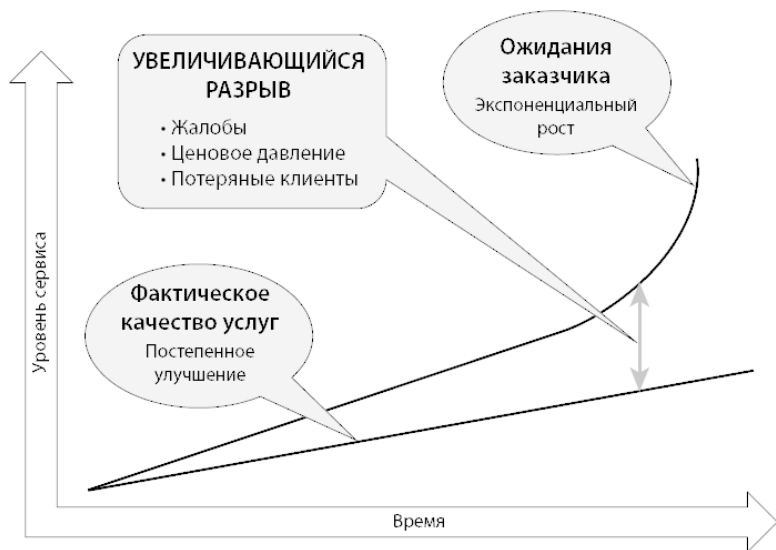 УВЕЛИЧИВАЮЩИЙСЯ
РАЗРЫВ
• Жалобы
• Ценовое давление
• Потеряные клиенты
Ожидания
заказчика
Экспоненциальный
рост
Фактическое
качество услуг
Постепенное
улучшение
Уровень сервиса
Время